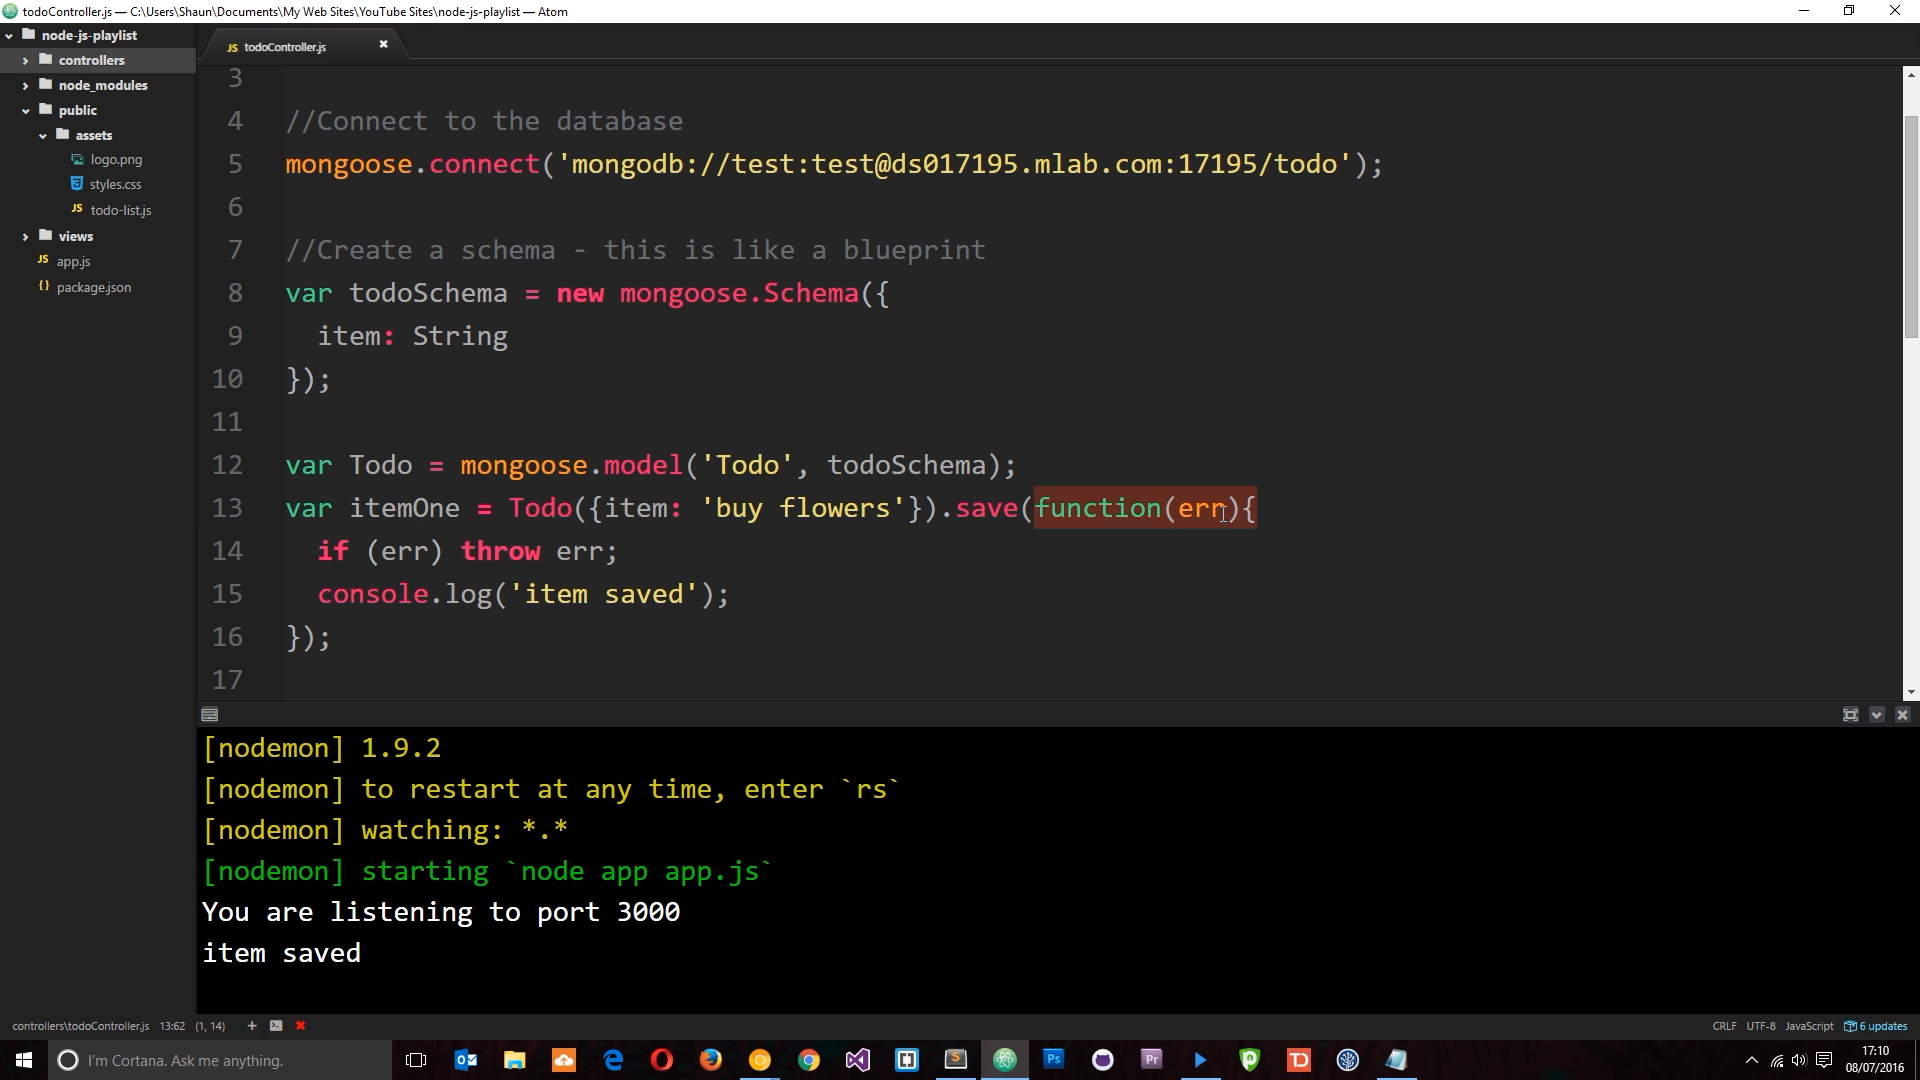 todoController.js — C:\Users\Shaun\Documents\My Web Sites\YouTube Sites\node-js-playlist — Atom
node-js-playlist
controllers
node_modules
public
assets
logo.png
styles.css
todo-list.js
views
app.js
package.json
todoController.js
3
4 //Connect to the database
5 mongoose.connect('mongodb://test:test@ds017195.mlab.com:17195/todo');
6
7 //Create a schema - this is like a blueprint
8 var todoSchema = new mongoose.Schema({
9 item: String
10 });
11
12 var Todo = mongoose.model('Todo', todoSchema);
13 var itemOne = Todo({item: 'buy flowers'}).save(function(err){
14 if (err) throw err;
15 console.log('item saved');
16 });
17
[nodemon] 1.9.2
[nodemon] to restart at any time, enter `rs`
[nodemon] watching: *.*
[nodemon] starting `node app app.js`
You are listening to port 3000
item saved
controllers\todoController.js 13:62 (1, 14)
CRLF UTF-8 JavaScript 6 updates
I'm Cortana. Ask me anything.
Ps
Pr
TD
17:10
08/07/2016